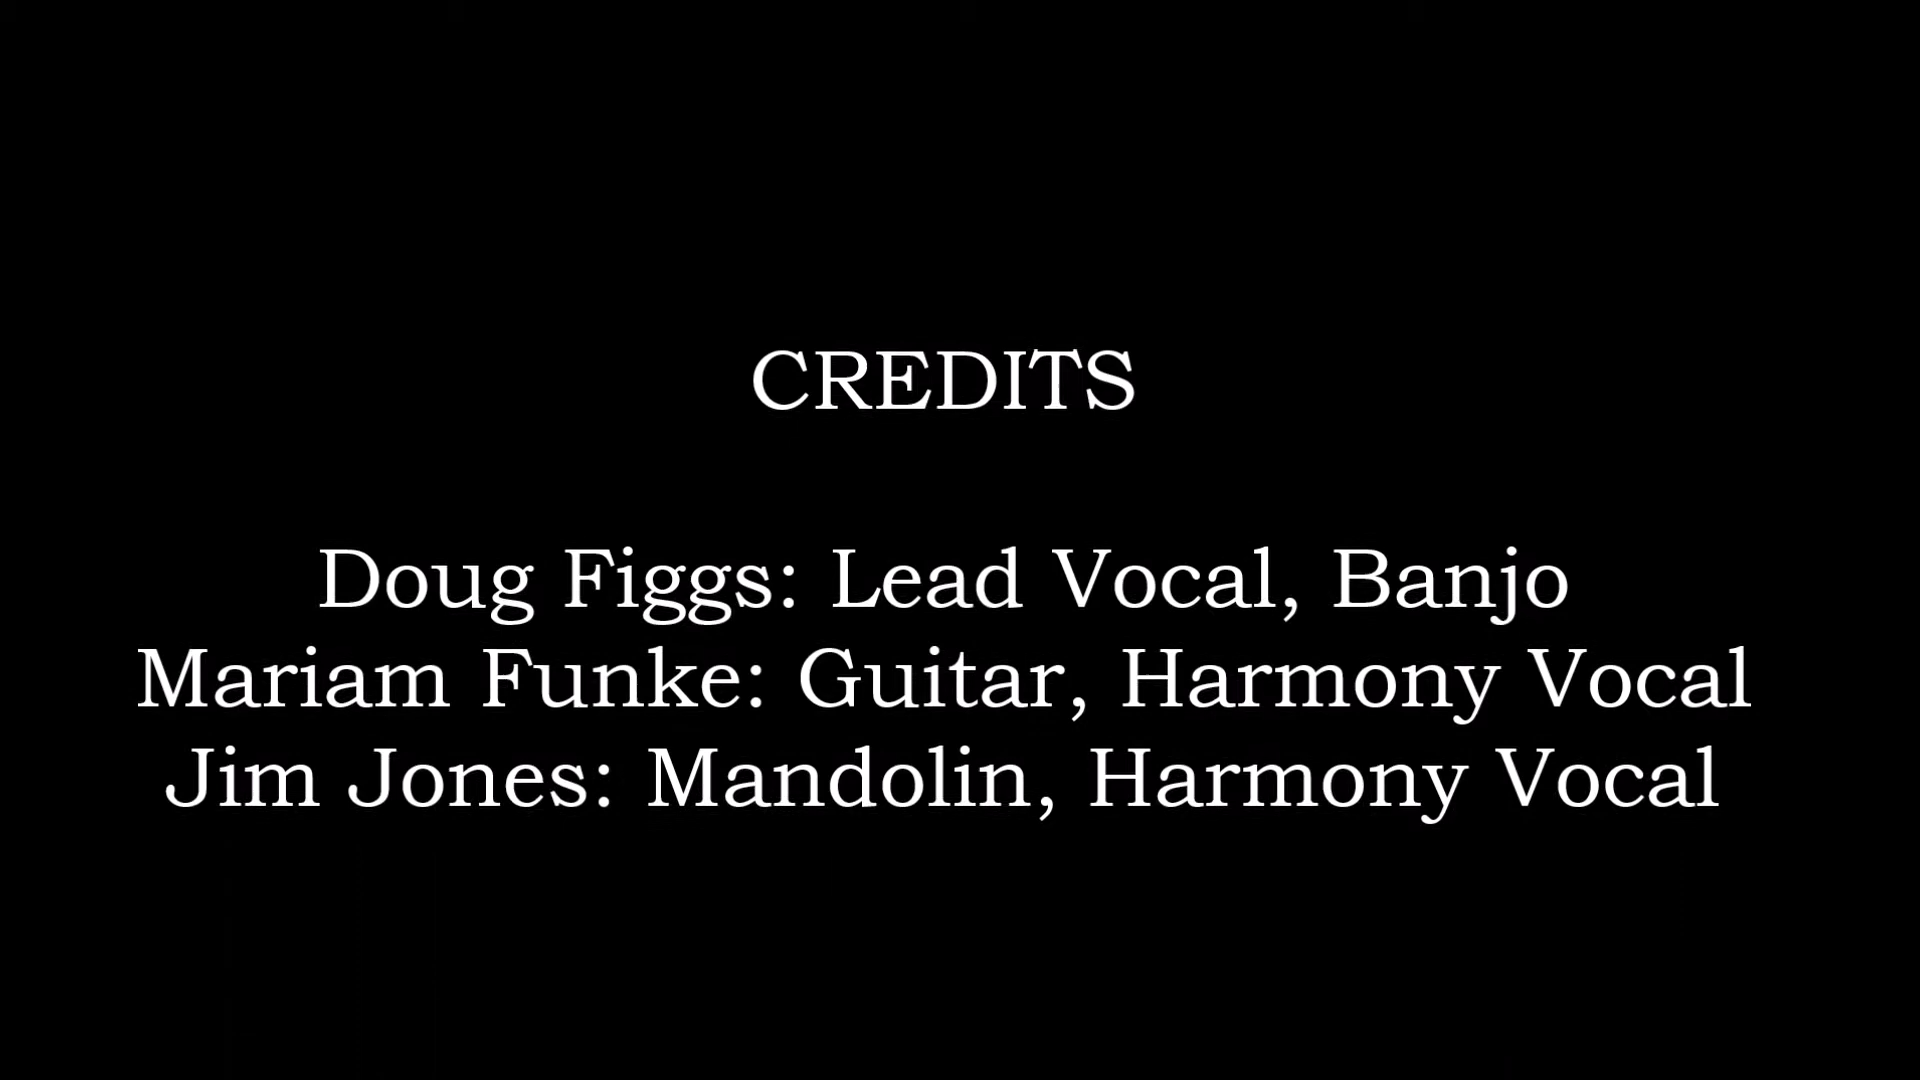 CREDITS
Doug Figgs: Lead Vocal, Banjo
Mariam Funke: Guitar, Harmony Vocal
Jim Jones: Mandolin, Harmony Vocal